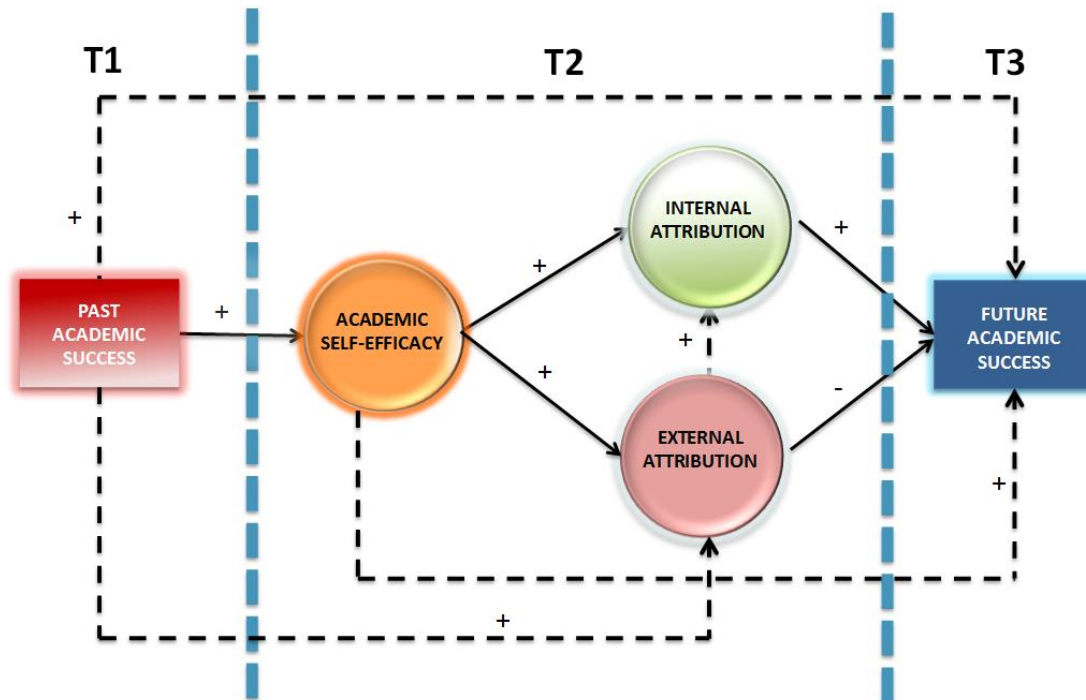 T1
T2
T3
+
PAST
ACADEMIC
SUCCESS
+
ACADEMIC
SELF-EFFICACY
+
+
INTERNAL
ATTRIBUTION
+
+
EXTERNAL
ATTRIBUTION
-
FUTURE
ACADEMIC
SUCCESS
+
+